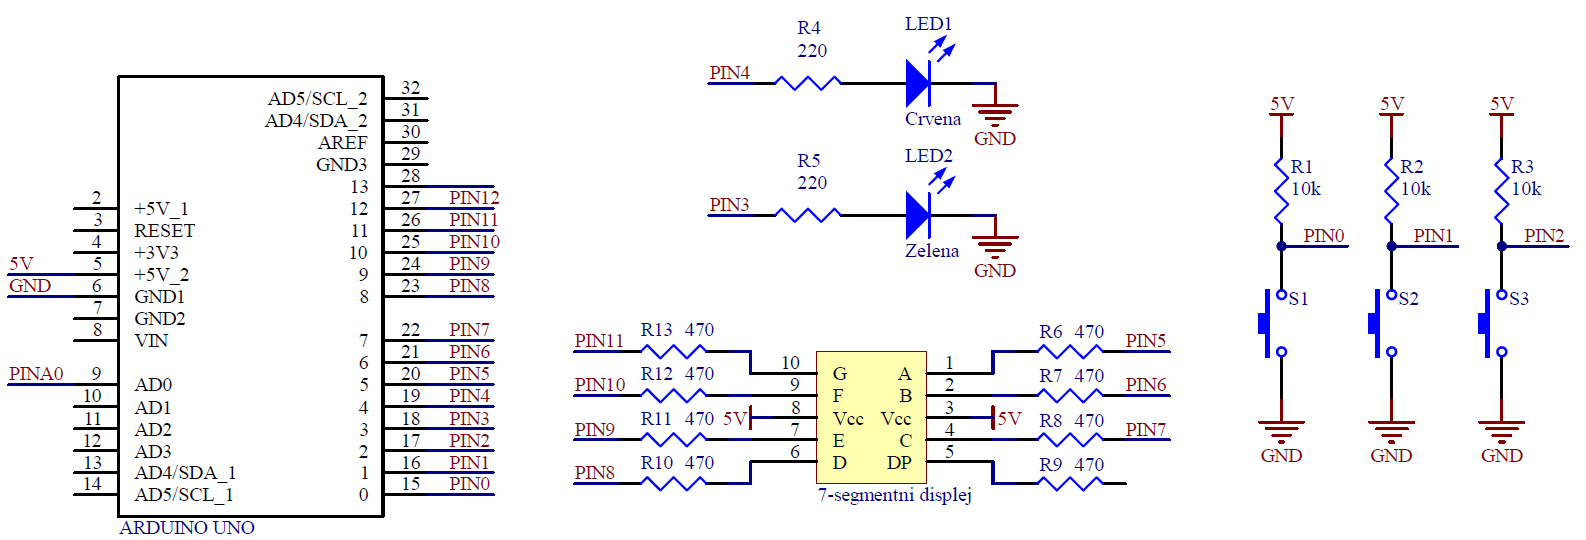 AD5/SCL_2 32
AD4/SDA_2 31
AREF 30
GND3 29
13 28
12 27 PIN12
11 26 PIN11
10 25 PIN10
9 24 PIN9
8 23 PIN8
7 22 PIN7
6 21 PIN6
5 20 PIN5
4 19 PIN4
3 18 PIN3
2 17 PIN2
1 16 PIN1
0 15 PIN0
2 +5V_1
3 RESET
4 +3V3
5V 5 +5V_2
GND 6 GND1
7 GND2
8 VIN
PINA0 9 AD0
10 AD1
11 AD2
12 AD3
13 AD4/SDA_1
14 AD5/SCL_1
ARDUINO UNO
R4
220
LED1
PIN4
Crvena
GND
R5
220
LED2
PIN3
Zelena
GND
PIN11 R13 470 10 G
PIN10 R12 470 9 F
5V 8 Vcc
PIN9 R11 470 7 E
PIN8 R10 470 6 D
A 1 R6 470 PIN5
B 2 R7 470 PIN6
Vcc 3 5V
C 4 R8 470 PIN7
DP 5 R9 470
7-segmentni displej
5V
R1
10k
PIN0
S1
GND
5V
R2
10k
PIN1
S2
GND
5V
R3
10k
PIN2
S3
GND